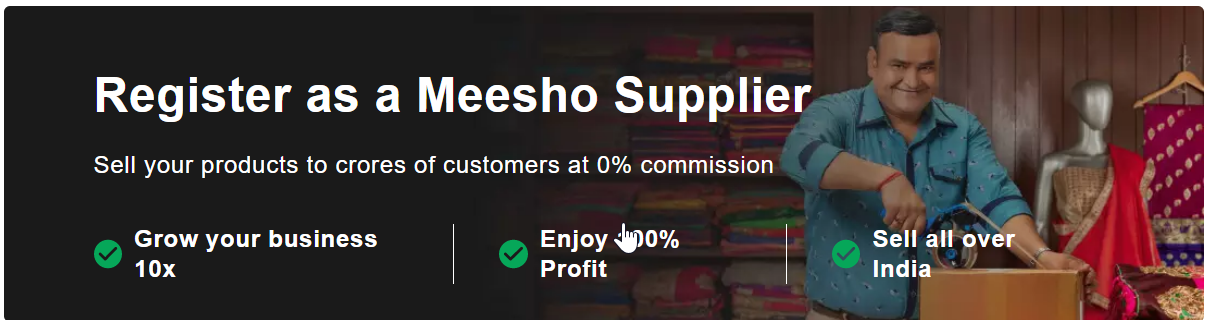 Register as a Meesho Supplier
Sell your products to crores of customers at 0% commission
Grow your business
10x
Enjoy 00%
Profit
Sell all over
India